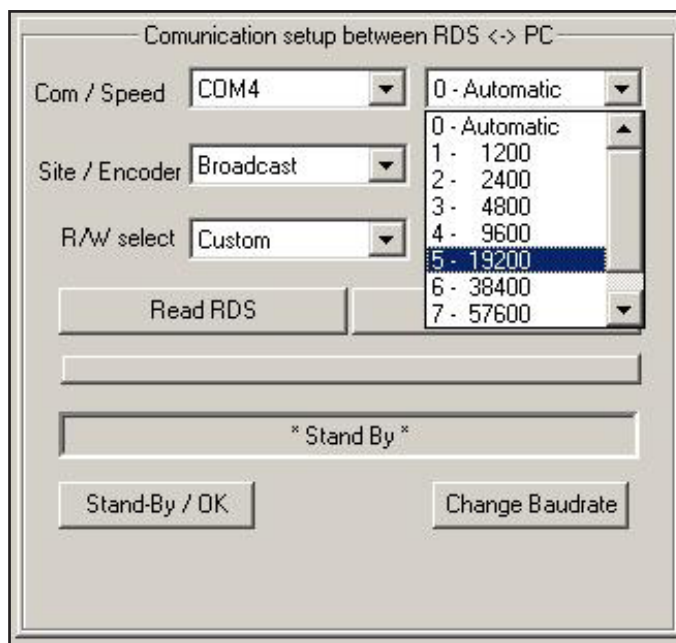 Comunication setup between RDS <-> PC
Com / Speed COM4 0 - Automatic
0 - Automatic
1 - 1200
Site / Encoder Broadcast
2 - 2400
3 - 4800
R/W select Custom
4 - 9600
5 - 19200
6 - 38400
Read RDS
7 - 57600
* Stand By *
Stand-By / OK Change Baudrate